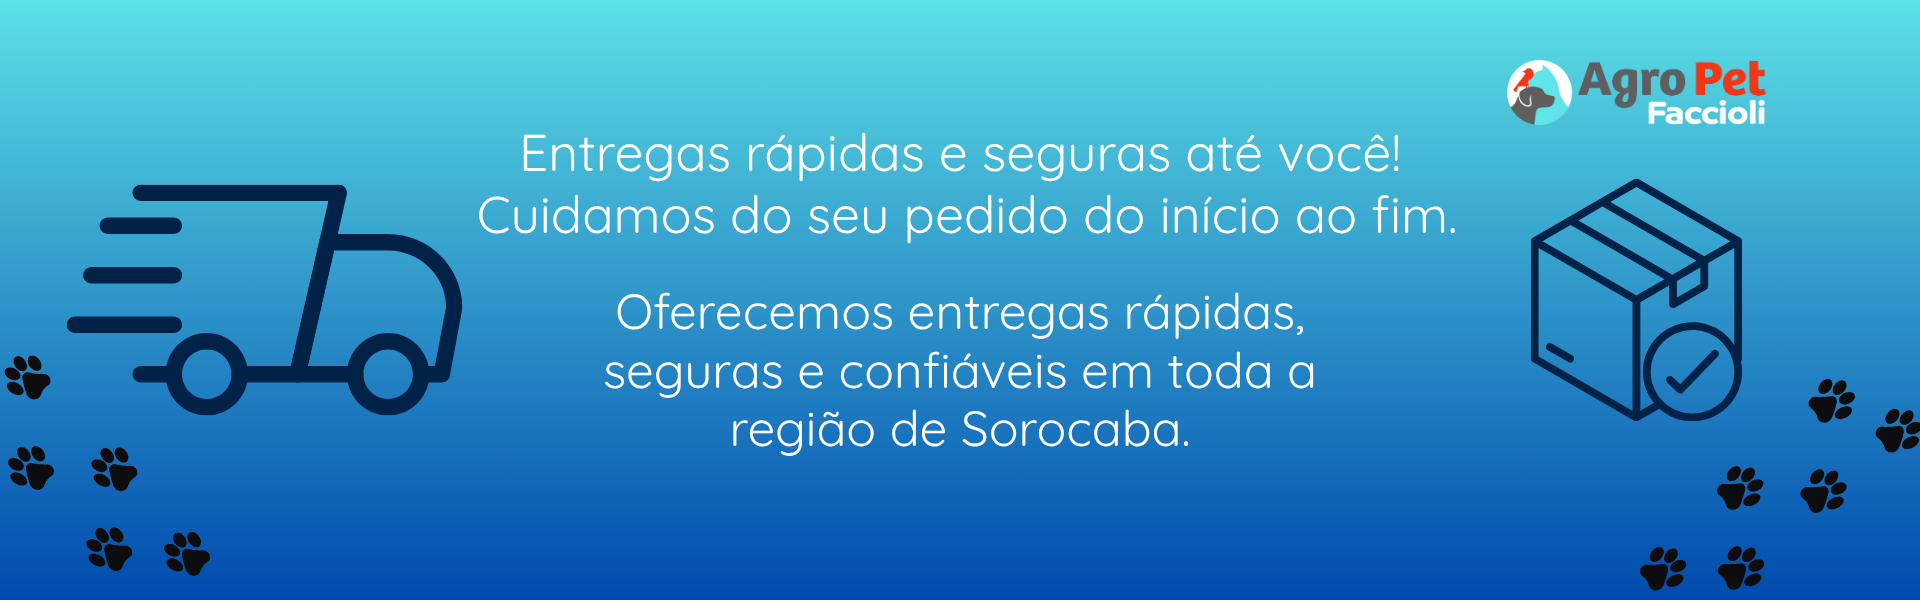 Agro Pet
Faccioli
Entregas rápidas e seguras até você!
Cuidamos do seu pedido do início ao fim.
Oferecemos entregas rápidas,
seguras e confiáveis em toda a
região de Sorocaba.